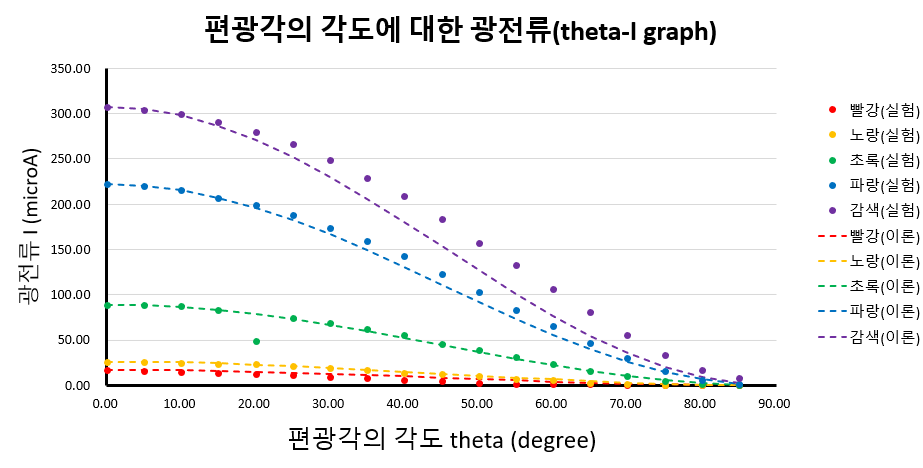 편광각의 각도에 대한 광전류(theta-I graph)
350.00
300.00
250.00
200.00
150.00
100.00
50.00
0.00
광전류 I (microA)
0.00 10.00 20.00 30.00 40.00 50.00 60.00 70.00 80.00 90.00
편광각의 각도 theta (degree)
빨강(실험)
노랑(실험)
초록(실험)
파랑(실험)
감색(실험)
빨강(이론)
노랑(이론)
초록(이론)
파랑(이론)
감색(이론)